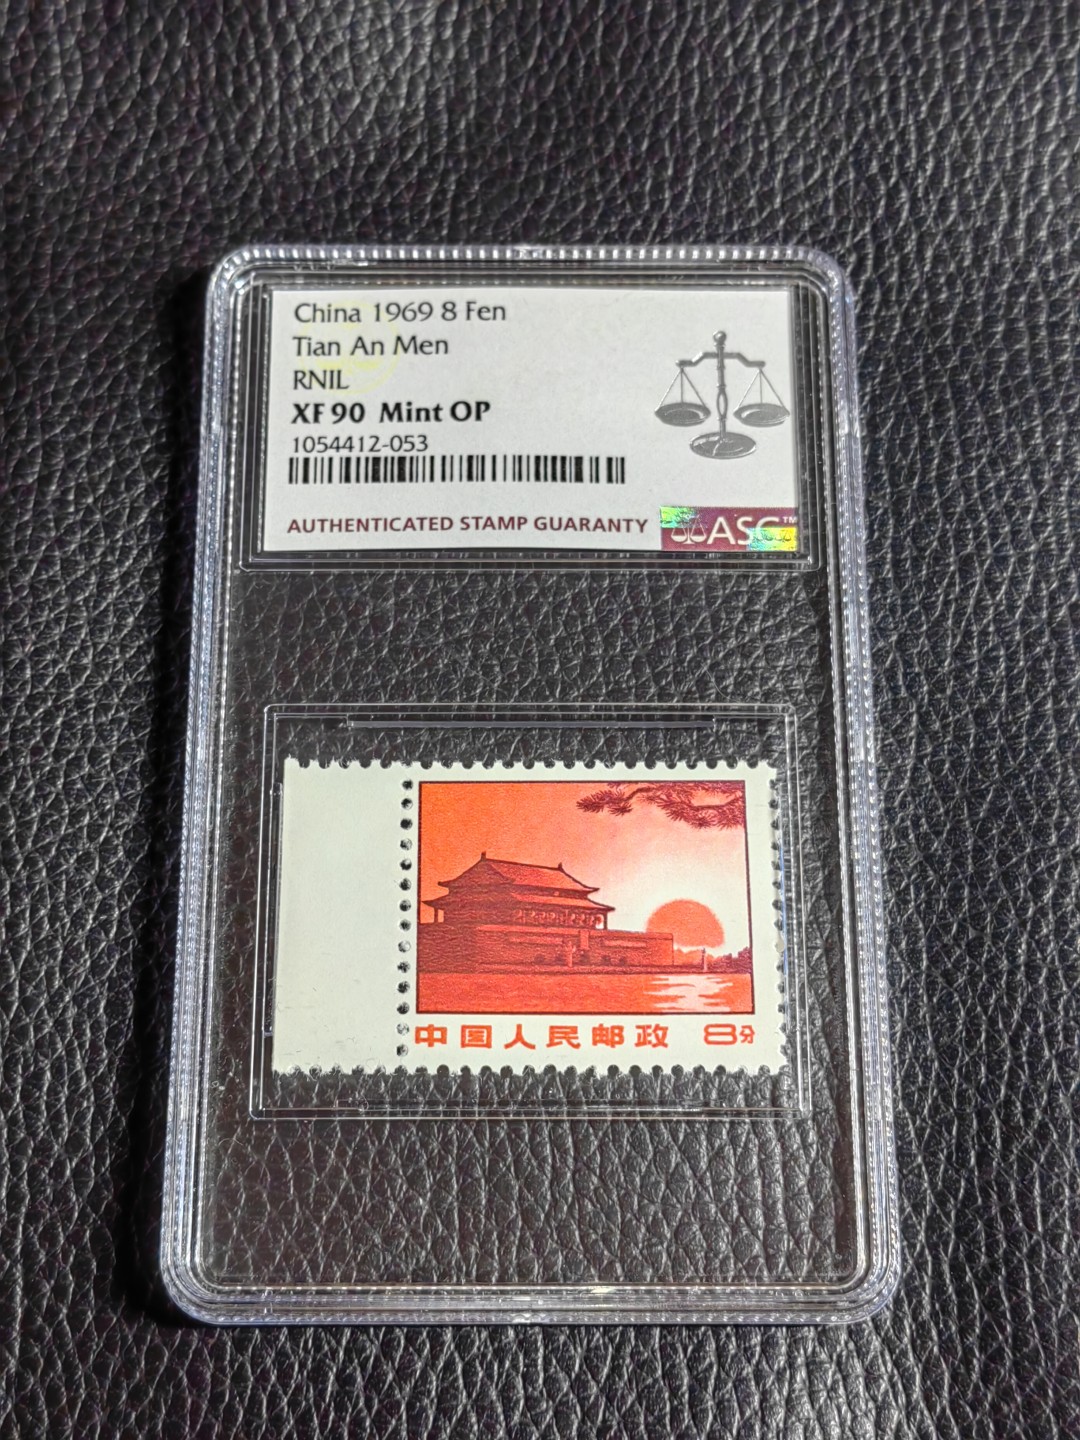 China 1969 8 Fen
Tian An Men
RNIL
XF 90 Mint OP
1054412-053
AUTHENTICATED STAMP GUARANTY
ASG™
中国人民邮政 8分